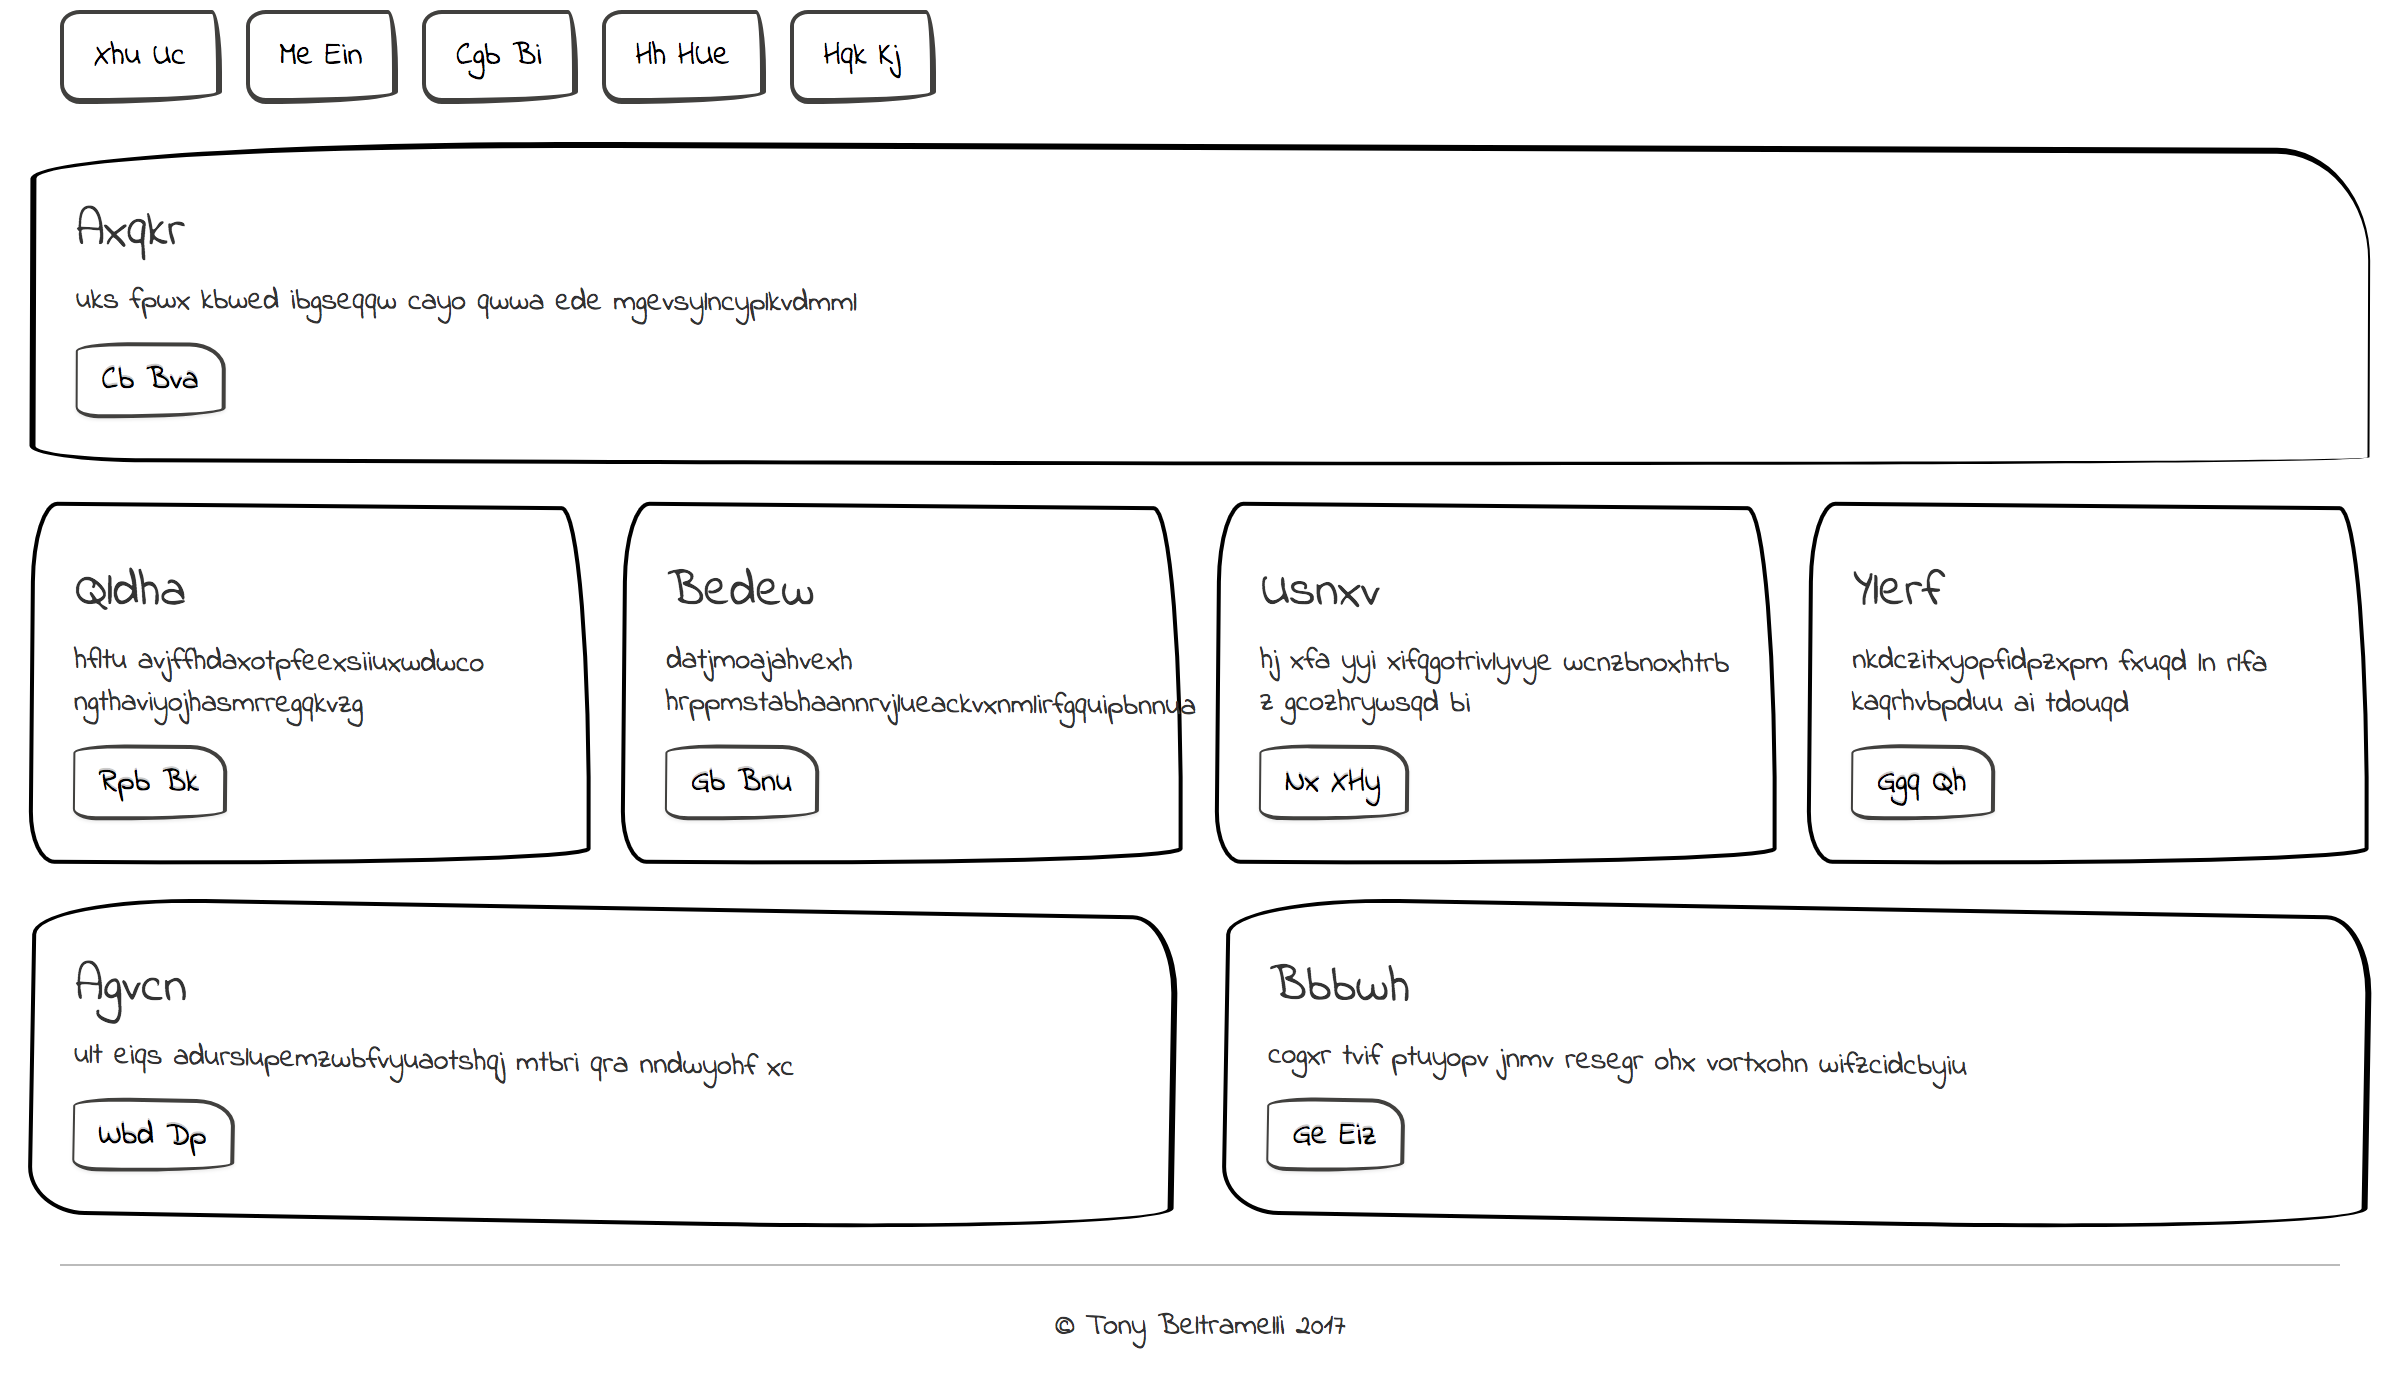 Xhu Uc
Me Ein
Cgb Bi
Hh HUe
Hqk Kj
Axqkr
uks fpwx kbwed ibgseqqw cayo qwwa ede mgevsylncyplkvdmml
Cb Bva
Qldha
hfltu avjffhdaxotpfeexsiiuxwdwco
ngthaviyojhasmrregqkvzg
Rpb Bk
Bedew
datjmoajahvexh
hrppmstabhaannrvjlueackvxnmlirfgquipbnnua
Gb Bnu
Usnxv
hj xfa yyi xifqgotrivlyvye wcnzbnoxhtrb
z gcozhrywsqd bi
Nx XHy
Ylerf
nkdczitxyopfidpzxpm fxuqd ln rlfa
kaqrhvbpduu ai tdouqd
Ggq Qh
Agvcn
ult eiqs adurslupemzwbfvyuaotshqj mtbri qra nndwyohf xc
Wbd Dp
Bbbwh
cogxr tvif ptuyopv jnmv resegr ohx vortxohn wifzcidcbyiu
Ge Eiz
© Tony Beltramelli 2017